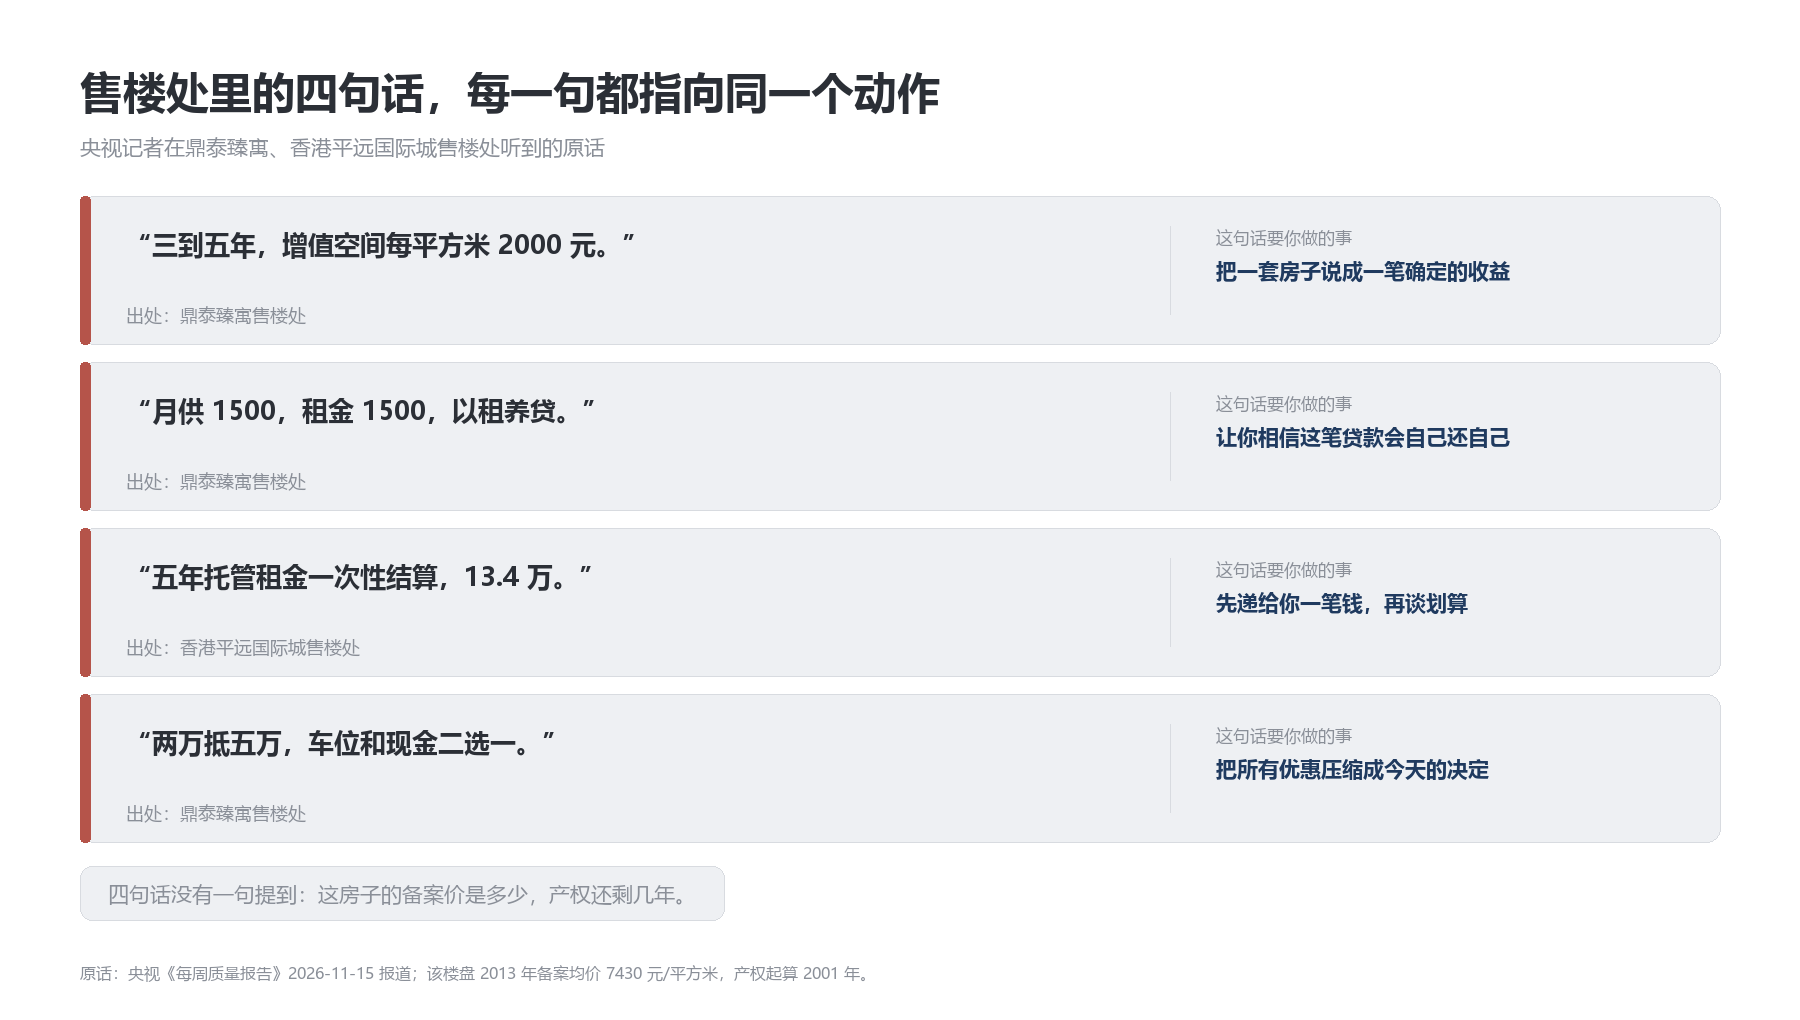 售楼处里的四句话，每一句都指向同一个动作
央视记者在鼎泰臻寓、香港平远国际城售楼处听到的原话
“三到五年，增值空间每平方米 2000 元。”
出处：鼎泰臻寓售楼处
这句话要你做的事
把一套房子说成一笔确定的收益
“月供 1500，租金 1500，以租养贷。”
出处：鼎泰臻寓售楼处
这句话要你做的事
让你相信这笔贷款会自己还自己
“五年托管租金一次性结算，13.4 万。”
出处：香港平远国际城售楼处
这句话要你做的事
先递给你一笔钱，再谈划算
“两万抵五万，车位和现金二选一。”
出处：鼎泰臻寓售楼处
这句话要你做的事
把所有优惠压缩成今天的决定
四句话没有一句提到：这房子的备案价是多少，产权还剩几年。
原话：央视《每周质量报告》2026-11-15 报道；该楼盘 2013 年备案均价 7430 元/平方米，产权起算 2001 年。